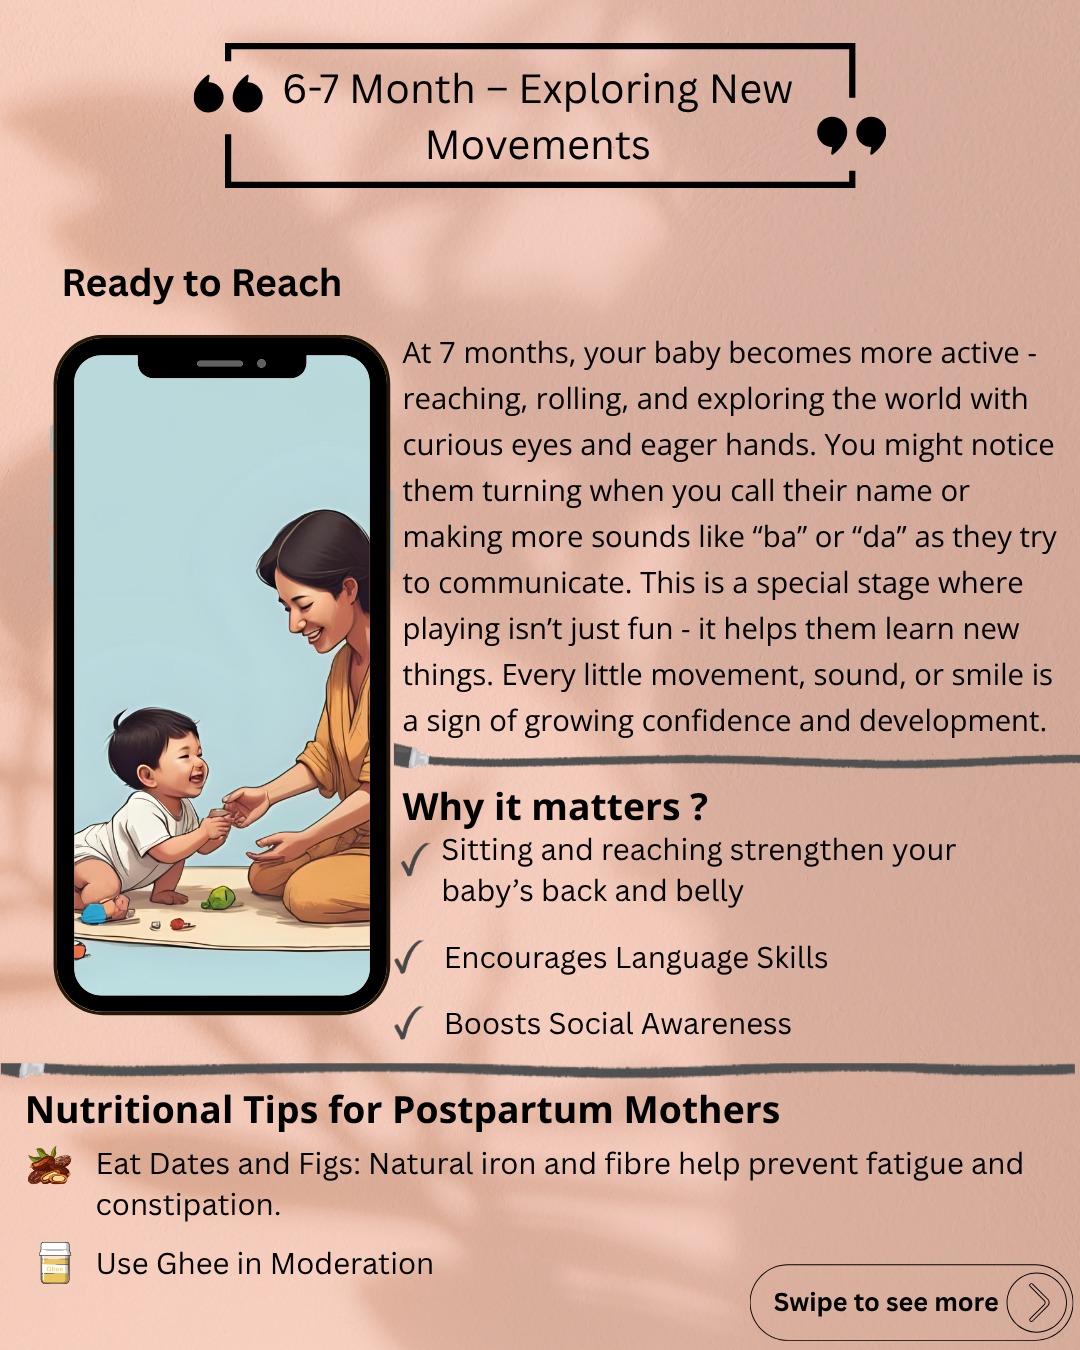 6-7 Month – Exploring New
Movements
Ready to Reach
At 7 months, your baby becomes more active -
reaching, rolling, and exploring the world with
curious eyes and eager hands. You might notice
them turning when you call their name or
making more sounds like “ba” or “da” as they try
to communicate. This is a special stage where
playing isn’t just fun - it helps them learn new
things. Every little movement, sound, or smile is
a sign of growing confidence and development.
Why it matters ?
Sitting and reaching strengthen your
baby’s back and belly
Encourages Language Skills
Boosts Social Awareness
Nutritional Tips for Postpartum Mothers
Eat Dates and Figs: Natural iron and fibre help prevent fatigue and
constipation.
Ghee
Use Ghee in Moderation
Swipe to see more